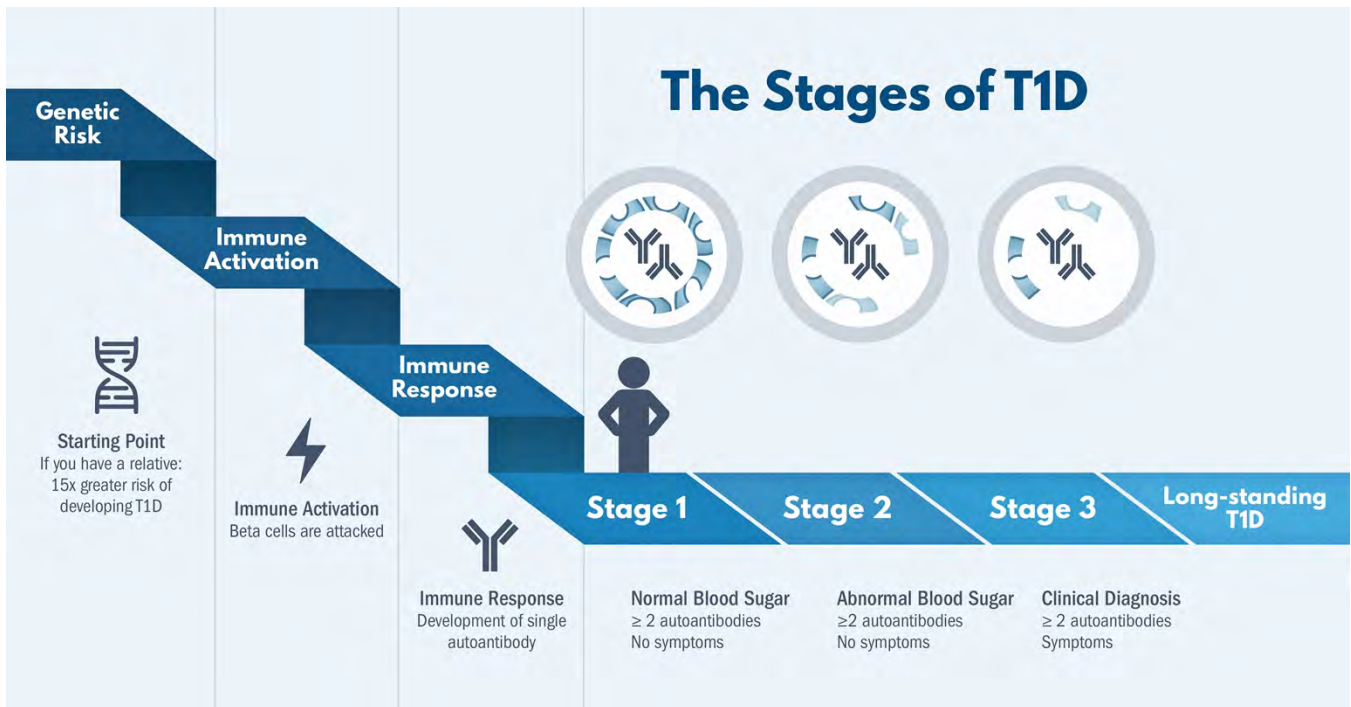 The Stages of T1D
Genetic
Risk
Immune
Activation
Immune
Response
Stage 1
Stage 2
Stage 3
Long-standing
T1D
Starting Point
If you have a relative:
15x greater risk of
developing T1D
Immune Activation
Beta cells are attacked
Immune Response
Development of single
autoantibody
Normal Blood Sugar
≥ 2 autoantibodies
No symptoms
Abnormal Blood Sugar
≥2 autoantibodies
No symptoms
Clinical Diagnosis
≥ 2 autoantibodies
Symptoms